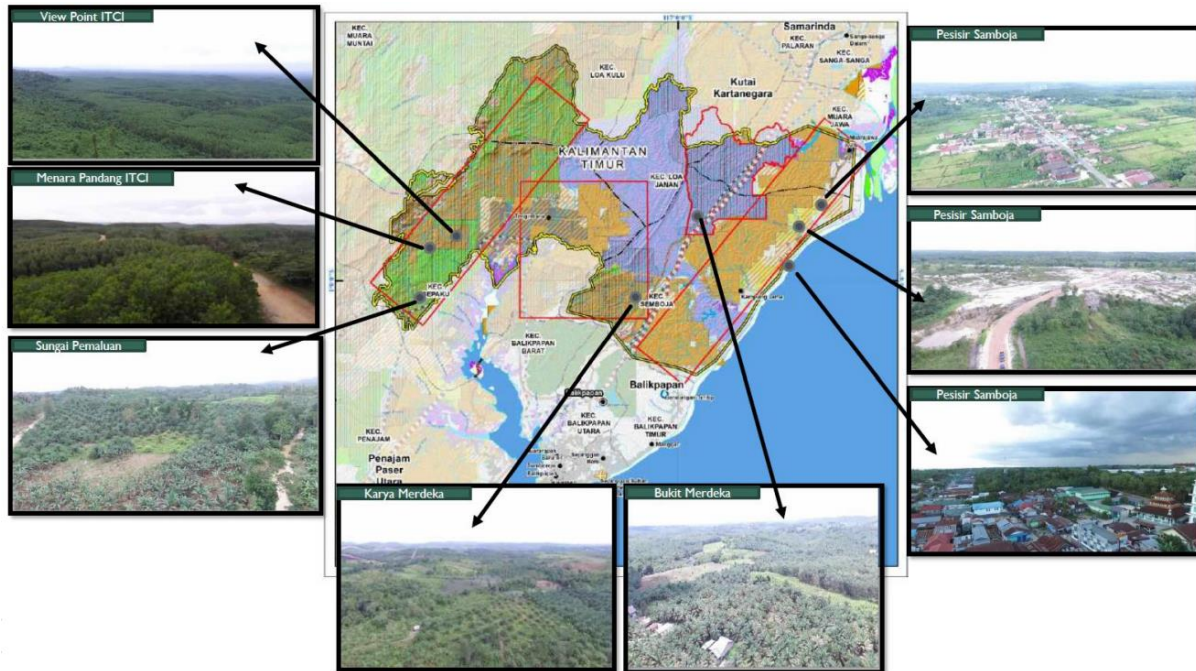 View Point ITCI
Menara Pandang ITCI
Sungai Pemaluan
Pesisir Samboja
Pesisir Samboja
Pesisir Samboja
Karya Merdeka
Bukit Merdeka
KEC.
MUARA
MUNTAI
KEC.
LOA KULU
Samarinda
KEC.
PALARAN
KEC.
SANGA-SANGA
Kutai
Kartanegara
KEC.
MUARA
JAWA
KALIMANTAN
TIMUR
KEC. LOA
JANAN
KEC.
SEPAKU
KEC.
SEMBOJA
KEC.
BALIKPAPAN
BARAT
Balikpapan
Balikpapan
KEC.
BALIKPAPAN
UTARA
KEC.
BALIKPAPAN
TIMUR
KEC.
PENAJAM
Penajam
Paser
Utara